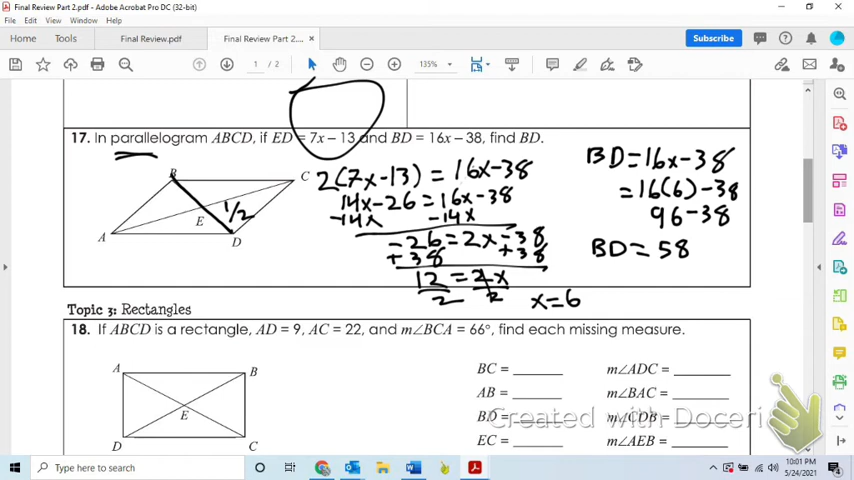 Final Review Part 2.pdf - Adobe Acrobat Pro DC (32-bit)
File Edit View Window Help
Home Tools Final Review.pdf Final Review Part 2.... × Subscribe
1 / 2 135%
17. In parallelogram ABCD, if ED = 7x – 13 and BD = 16x – 38, find BD.
B C
A D
E 1/2
2(7x-13) = 16x-38
14x-26 = 16x-38
-14x -14x
-26 = 2x-38
+38 +38
12 = 2x
2 2
x=6
BD=16x-38
=16(6)-38
96-38
BD=58
Topic 3: Rectangles
18. If ABCD is a rectangle, AD = 9, AC = 22, and m∠BCA = 66°, find each missing measure.
A B
E
D C
BC = ______ m∠ADC = ______
AB = ______ m∠BAC = ______
BD = ______ m∠CDB = ______
EC = ______ m∠AEB = ______
Created with Doceri
Type here to search
10:01 PM
5/24/2021